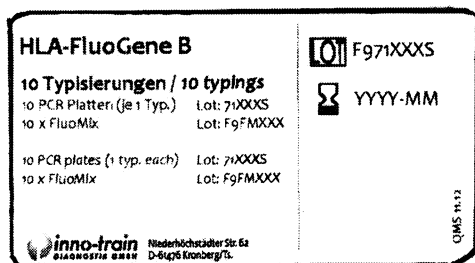 HLA-FluoGene B
10 Typisierungen / 10 typings
10 PCR Platten (je 1 Typ.) Lot: 71XXXS
10 x FluoMix Lot: F9FMXXX
10 PCR plates (1 typ. each) Lot: 71XXXS
10 x FluoMix Lot: F9FMXXX
inno-train
DIAGNOSTIK GMBH
Niederhöchstädter Str. 62
D-61476 Kronberg/Ts.
LOT F971XXXS
YYYY-MM
QMS 11.12